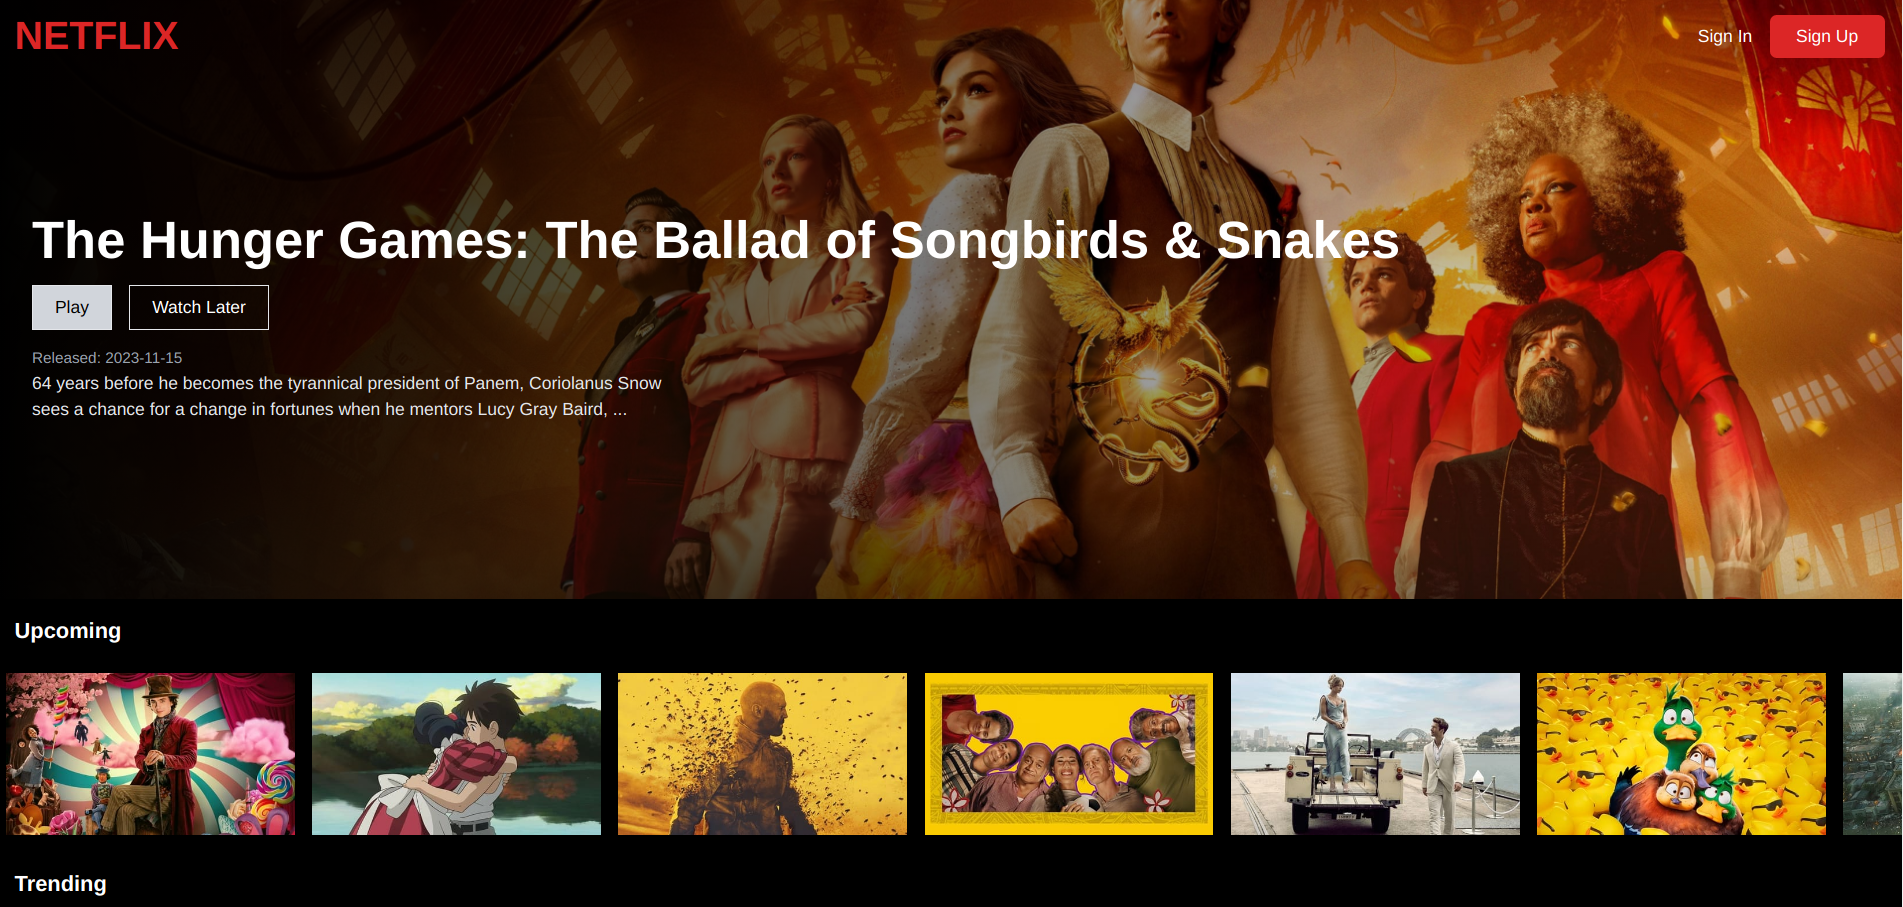 NETFLIX
Sign In
Sign Up
The Hunger Games: The Ballad of Songbirds & Snakes
Play
Watch Later
Released: 2023-11-15
64 years before he becomes the tyrannical president of Panem, Coriolanus Snow
sees a chance for a change in fortunes when he mentors Lucy Gray Baird, ...
Upcoming
Trending